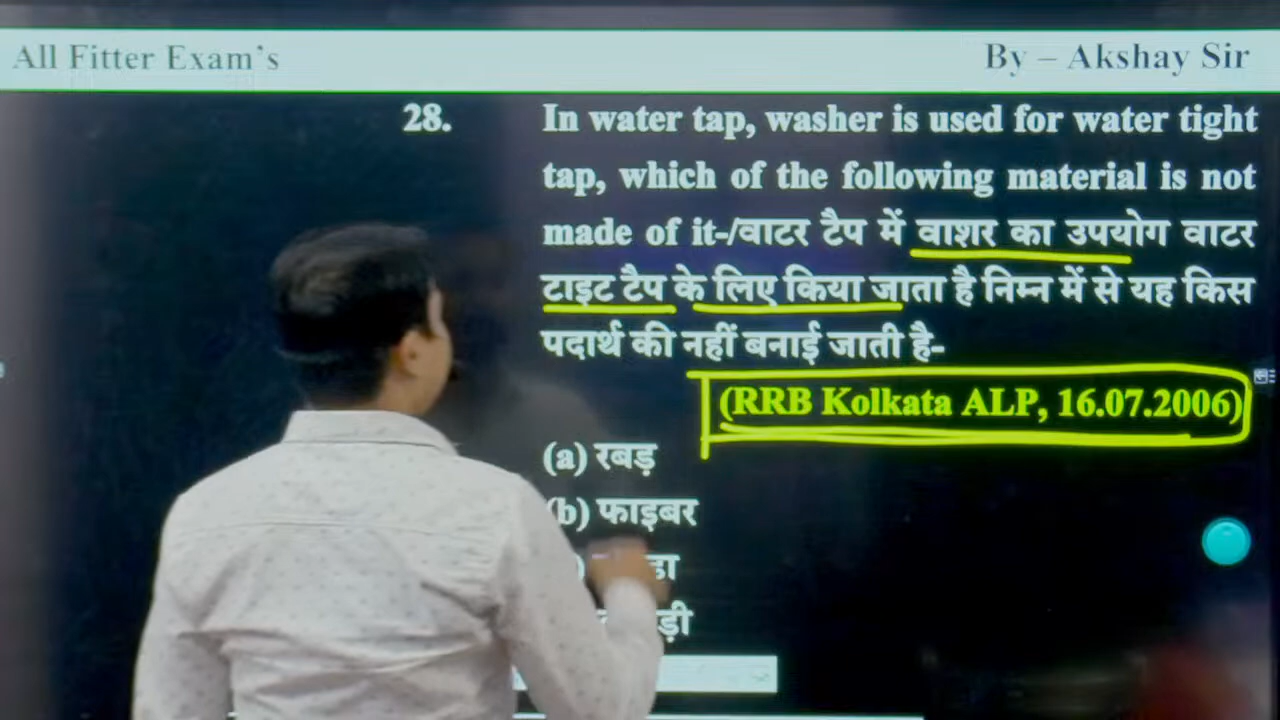 All Fitter Exam's
By – Akshay Sir
28.
In water tap, washer is used for water tight
tap, which of the following material is not
made of it-/वाटर टैप में वाशर का उपयोग वाटर
टाइट टैप के लिए किया जाता है निम्न में से यह किस
पदार्थ की नहीं बनाई जाती है-
(RRB Kolkata ALP, 16.07.2006)
(a) रबड़
(b) फाइबर